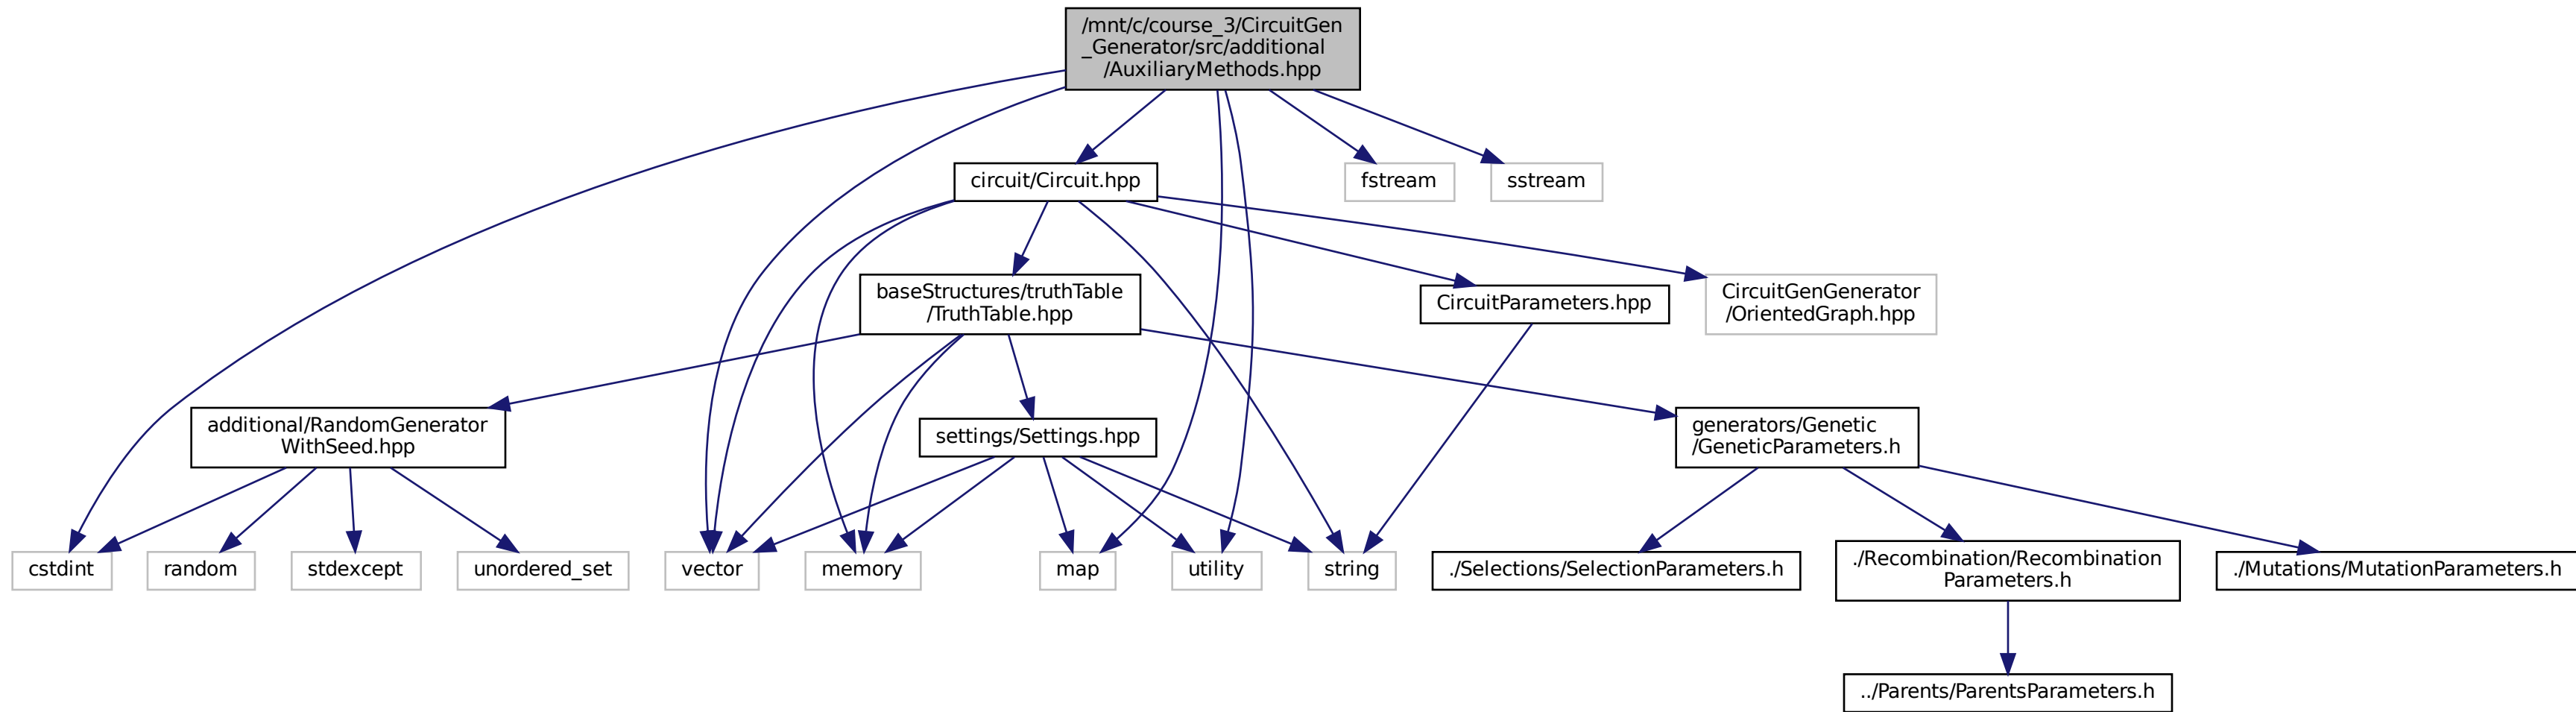 /mnt/c/course_3/CircuitGen
_Generator/src/additional
/AuxiliaryMethods.hpp
circuit/Circuit.hpp
fstream
sstream
baseStructures/truthTable
/TruthTable.hpp
CircuitParameters.hpp
CircuitGenGenerator
/OrientedGraph.hpp
additional/RandomGenerator
WithSeed.hpp
settings/Settings.hpp
generators/Genetic
/GeneticParameters.h
cstdint
random
stdexcept
unordered_set
vector
memory
map
utility
string
./Selections/SelectionParameters.h
./Recombination/Recombination
Parameters.h
./Mutations/MutationParameters.h
../Parents/ParentsParameters.h